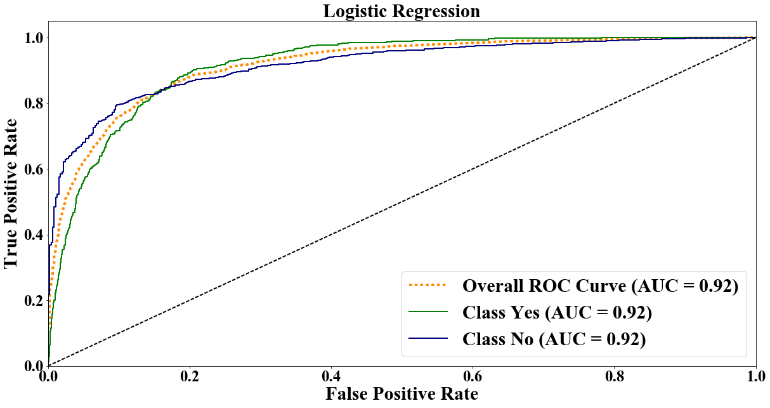 Logistic Regression
True Positive Rate
1.0
0.8
0.6
0.4
0.2
0.0
0.0 0.2 0.4 0.6 0.8 1.0
False Positive Rate
Overall ROC Curve (AUC = 0.92)
Class Yes (AUC = 0.92)
Class No (AUC = 0.92)